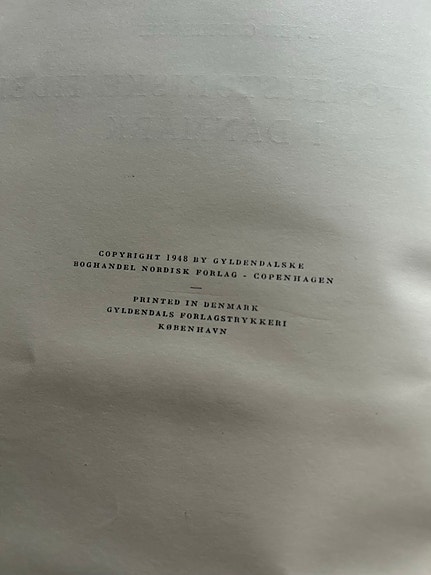 COPYRIGHT 1948 BY GYLDENDALSKE
BOGHANDEL NORDISK FORLAG - COPENHAGEN
PRINTED IN DENMARK
GYLDENDALS FORLAGSTRYKKERI
KØBENHAVN